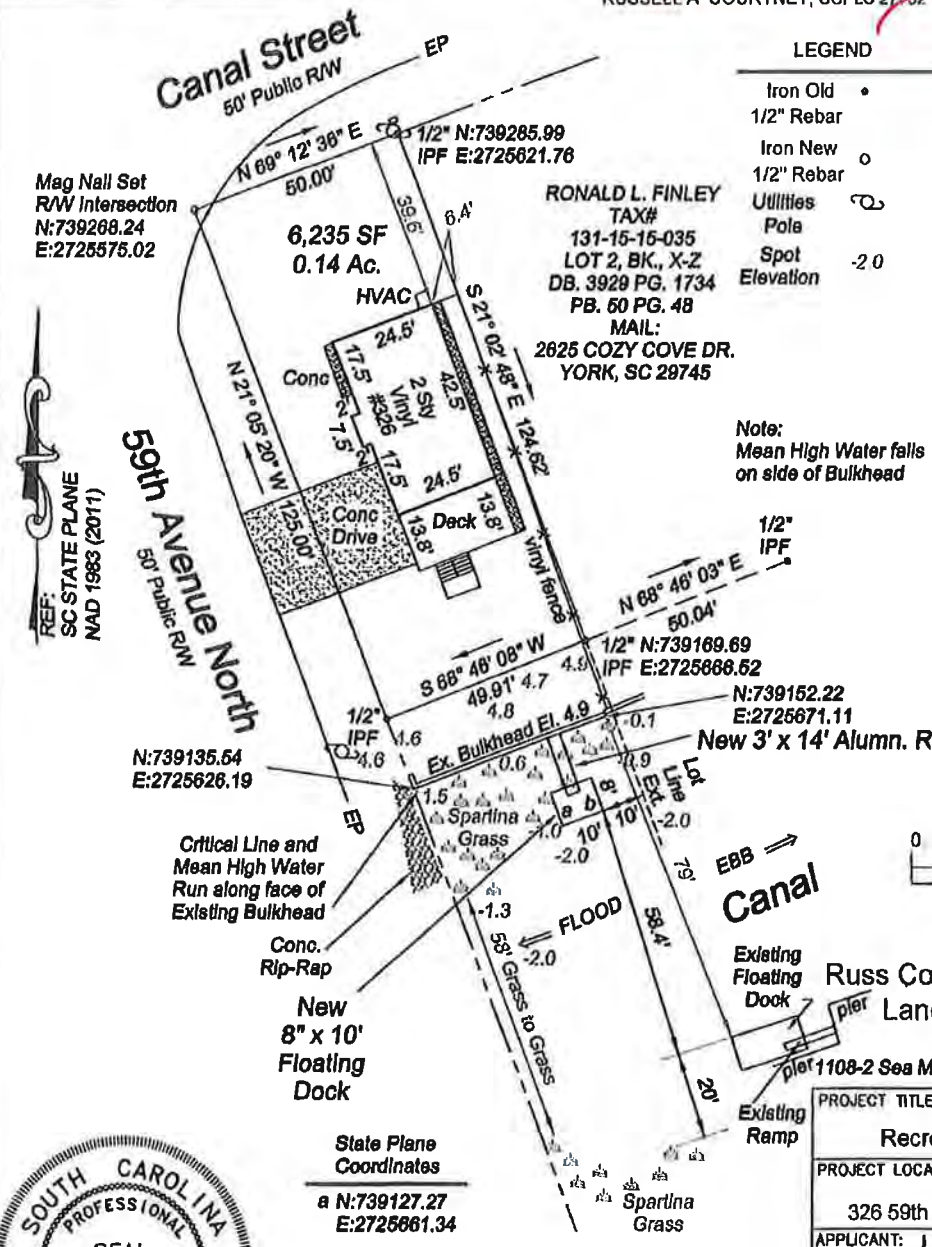 RUSSELL A COURTNEY, SCPLS
LEGEND
Iron Old
1/2" Rebar
Iron New
1/2" Rebar
Utilities
Pole
Spot
Elevation
-2.0
Canal Street
50' Public R/W
EP
N 69° 12' 36" E
50.00'
1/2" N:739285.99
IPF E:2725621.76
Mag Nail Set
R/W Intersection
N:739268.24
E:2725575.02
6,235 SF
0.14 Ac.
39.6'
6.4'
HVAC
RONALD L. FINLEY
TAX#
131-15-15-035
LOT 2, BK., X-Z
DB. 3929 PG. 1734
PB. 60 PG. 48
MAIL:
2625 COZY COVE DR.
YORK, SC 29745
S 21° 02' 48" E 124.62'
24.5'
17.5'
42.5'
2 Sty
Vinyl
#326
Conc
2'
7.5'
2'
17.5'
24.5'
N 21° 05' 20" W 125.00'
59th Avenue North
50' Public R/W
REF:
SC STATE PLANE
NAD 1983 (2011)
Conc
Drive
13.8'
Deck
13.8'
vinyl fence
Note:
Mean High Water falls
on side of Bulkhead
1/2"
IPF
N 68° 46' 03" E
50.04'
1/2" N:739169.69
IPF E:2725666.52
S 68° 46' 08" W
49.91'
4.7
4.9
4.8
N:739152.22
E:2725671.11
1/2"
IPF
4.6
4.6
Ex. Bulkhead El. 4.9
-0.1
New 3' x 14' Alumn. R
N:739135.54
E:2725626.19
EP
1.5
0.6
-0.9
Spartina
Grass
-1.0
a b
8'
10'
10'
-2.0
Lot
Line
Ext.
-2.0
79'
Critical Line and
Mean High Water
Run along face of
Existing Bulkhead
Conc.
Rip-Rap
-1.3
FLOOD
-2.0
EBB
Canal
58.4'
58' Grass to Grass
New
8" x 10'
Floating
Dock
0
Existing
Floating
Dock
Russ Co
Lan
pier
pier
1108-2 Sea M
20'
Existing
Ramp
PROJECT TITLE
Recre
PROJECT LOCA
326 59th
APPLICANT: J
State Plane
Coordinates
a N:739127.27
E:2725661.34
Spartina
Grass
SOUTH CAROLINA
PROFESSIONAL